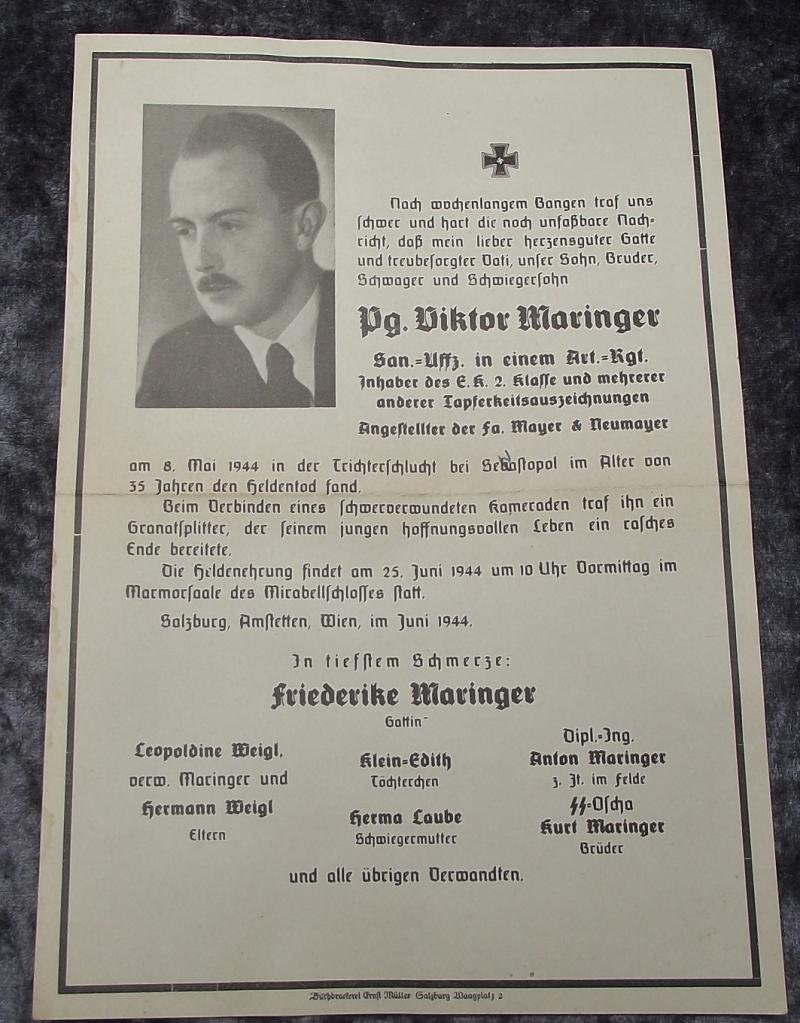 Nach wochenlangem Bangen traf uns
schwer und hart die noch unfaßbare Nach-
richt, daß mein lieber herzensguter Gatte
und treubesorgter Vati, unser Sohn, Bruder,
Schwager und Schwiegersohn
Pg. Viktor Maringer
San.-Uffz. in einem Art.-Rgt.
Inhaber des E. K. 2. Klasse und mehrerer
anderer Tapferkeitsauszeichnungen
Angestellter der Fa. Mayer & Neumayer
am 8. Mai 1944 in der Trichterschlucht bei Sewastopol im Alter von
35 Jahren den Heldentod fand.
Beim Verbinden eines schwerverwundeten Kameraden traf ihn ein
Granatsplitter, der seinem jungen hoffnungsvollen Leben ein rasches
Ende bereitete.
Die Heldenehrung findet am 25. Juni 1944 um 10 Uhr Vormittag im
Marmorsaale des Mirabellschlosses statt.
Salzburg, Amstetten, Wien, im Juni 1944.
In tiefstem Schmerze:
Friederike Maringer
Gattin
Leopoldine Weigl,
verw. Maringer und
Hermann Weigl
Eltern
Klein-Edith
Töchterchen
Herma Laube
Schwiegermutter
Dipl.-Ing.
Anton Maringer
z. Zt. im Felde
SS-Oscha
Kurt Maringer
Brüder
und alle übrigen Verwandten.
Buchdruckerei Ernst Müller Salzburg Waagplatz 2